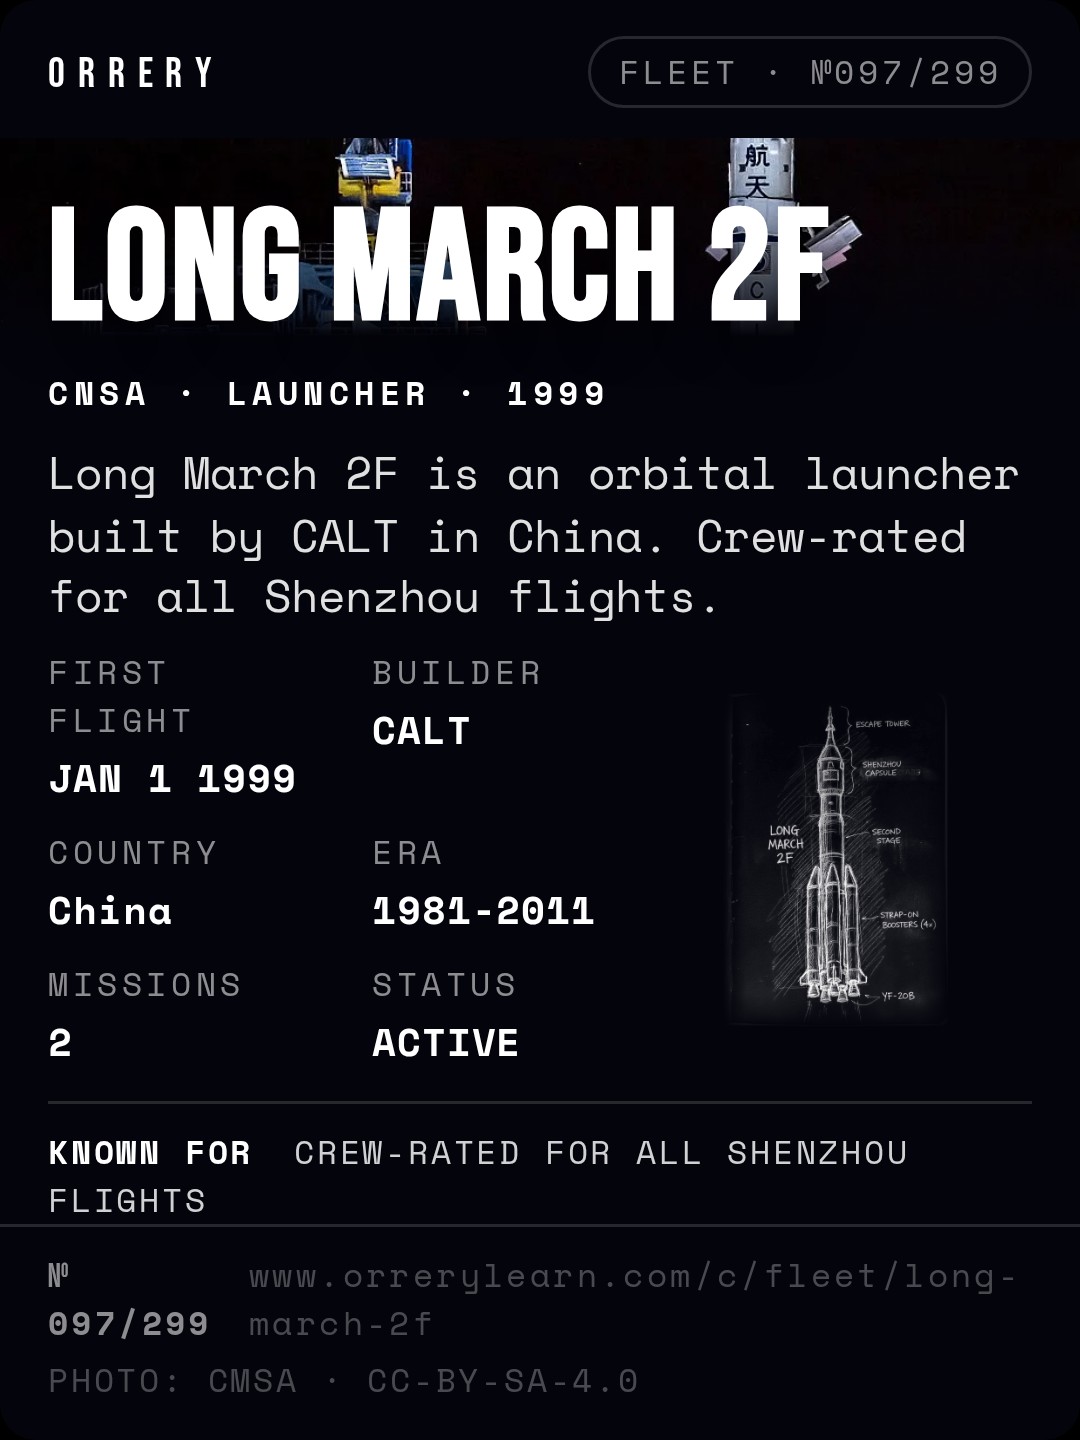 ORRERY
FLEET · №097/299
航
天
C
LONG MARCH 2F
CNSA · LAUNCHER · 1999
Long March 2F is an orbital launcher
built by CALT in China. Crew-rated
for all Shenzhou flights.
FIRST
FLIGHT
JAN 1 1999
BUILDER
CALT
COUNTRY
China
ERA
1981-2011
MISSIONS
2
STATUS
ACTIVE
ESCAPE TOWER
SHENZHOU
CAPSULE
LONG
MARCH
2F
SECOND
STAGE
STRAP-ON
BOOSTERS (4x)
YF-20B
KNOWN FOR CREW-RATED FOR ALL SHENZHOU
FLIGHTS
№
097/299
www.orrerylearn.com/c/fleet/long-
march-2f
PHOTO: CMSA · CC-BY-SA-4.0